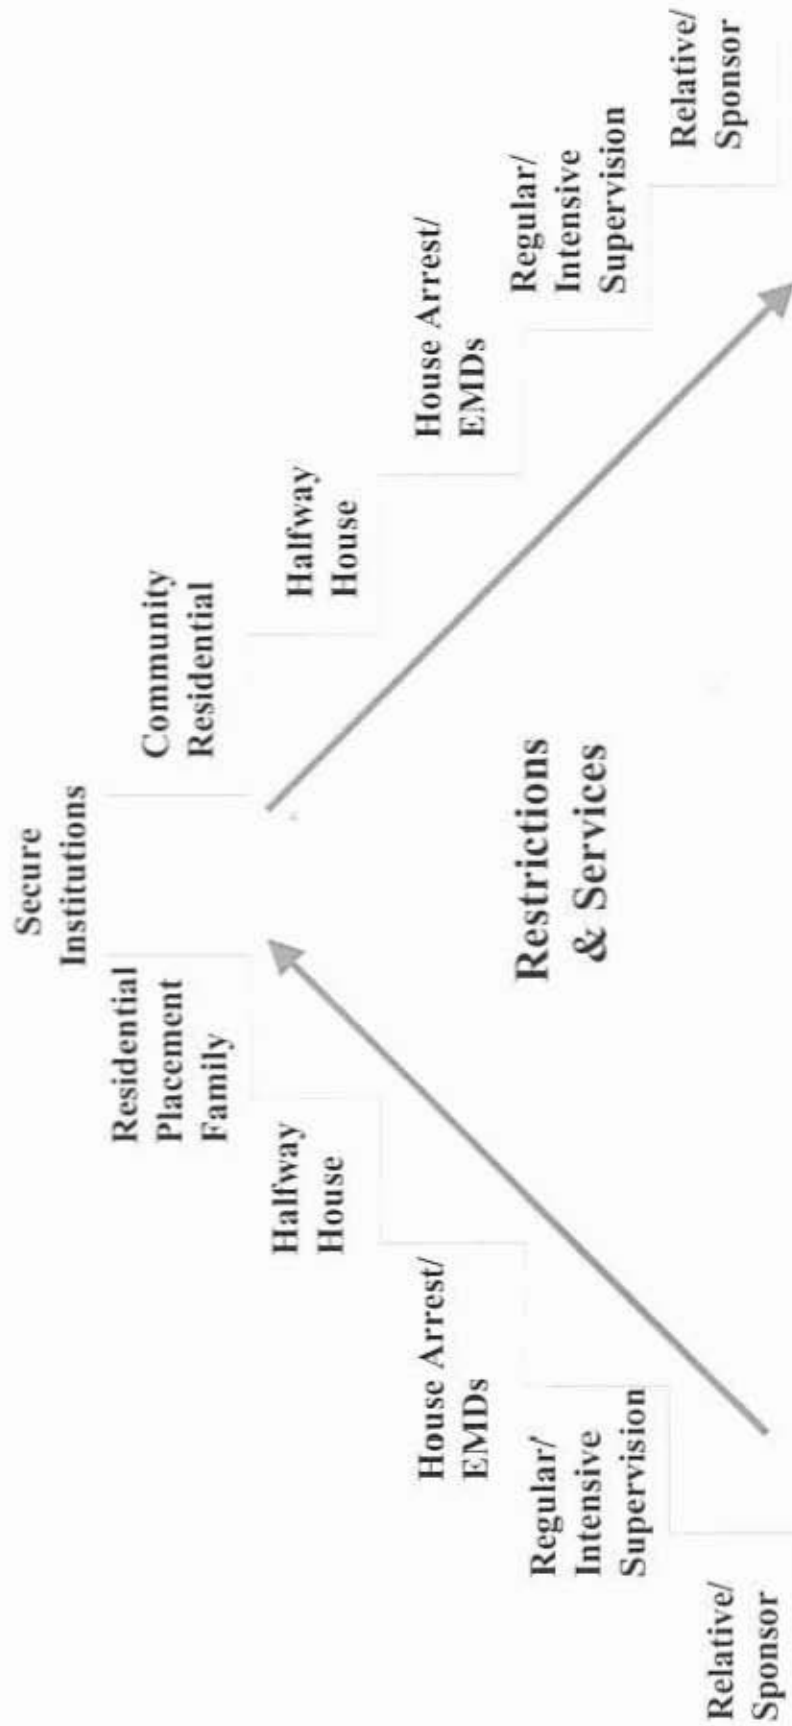 Secure
Institutions
Residential
Placement
Family
Community
Residential
Halfway
House
Halfway
House
House Arrest/
EMDs
House Arrest/
EMDs
Regular/
Intensive
Supervision
Regular/
Intensive
Supervision
Relative/
Sponsor
Relative/
Sponsor
Restrictions
& Services